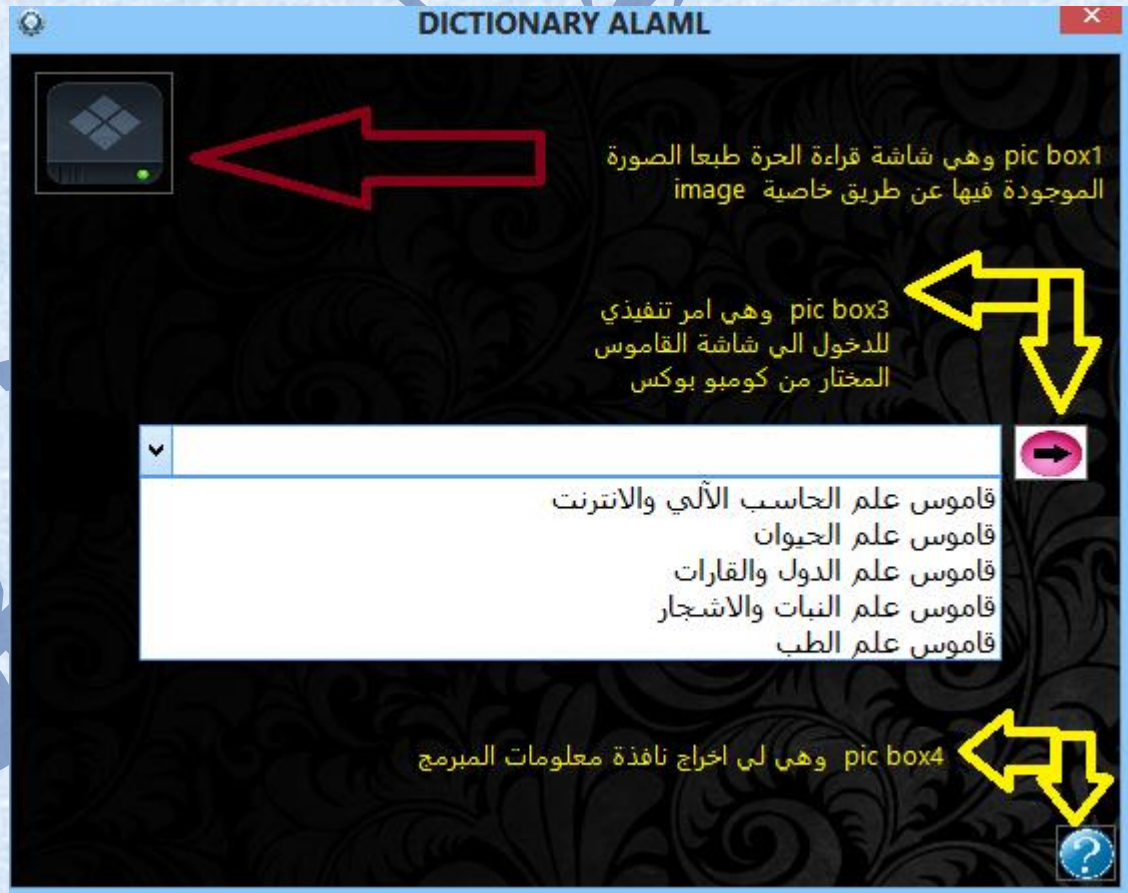 DICTIONARY ALAML
pic box1 وهي شاشة قراءة الحرة طبعا الصورة
الموجودة فيها عن طريق خاصية image
pic box3 وهي امر تنفيذي
للدخول الى شاشة القاموس
المختار من كومبو بوكس
قاموس علم الحاسب الآلي والانترنت
قاموس علم الحيوان
قاموس علم الدول والقارات
قاموس علم النبات والاشجار
قاموس علم الطب
pic box4 وهي لي اخراج نافذة معلومات المبرمج